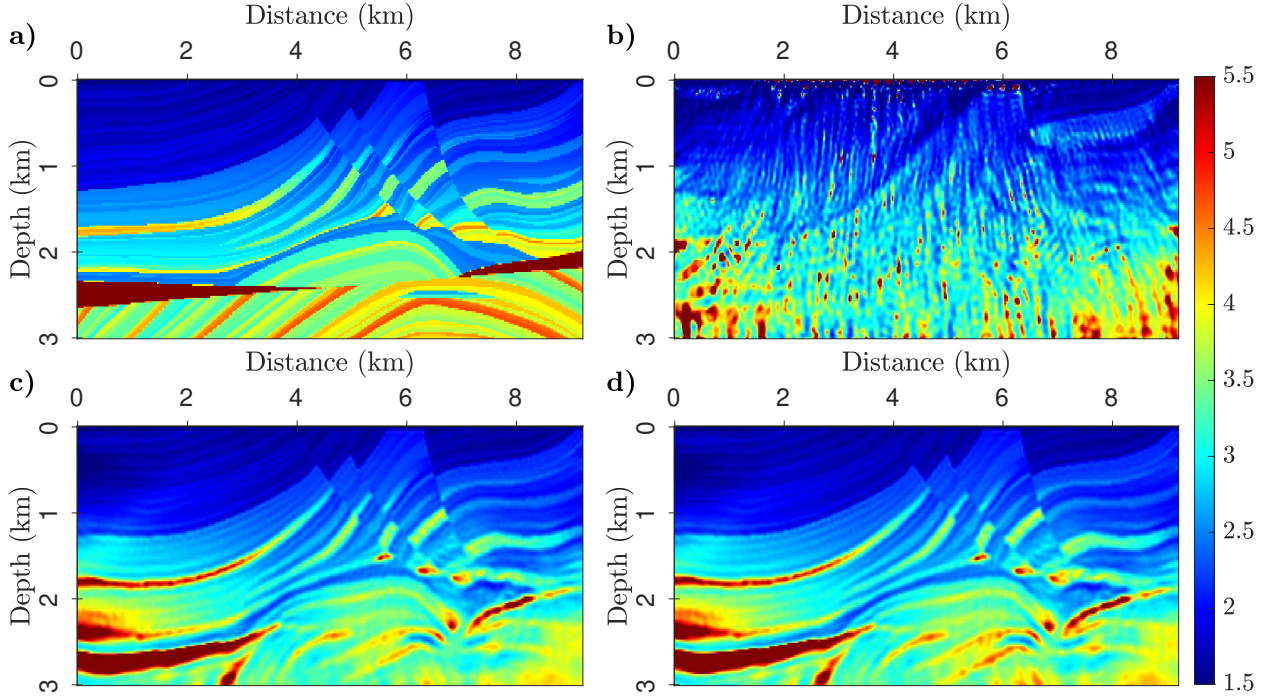 Distance (km) Distance (km)
a) b)
0 2 4 6 8 0 2 4 6 8
0 0 5.5
5
Depth (km) 1 Depth (km) 1
4.5
2 2
4
3 3
Distance (km) Distance (km)
3.5
c) d)
0 2 4 6 8 0 2 4 6 8
0 0
3
Depth (km) 1 Depth (km) 1
2.5
2 2
2
3 3 1.5